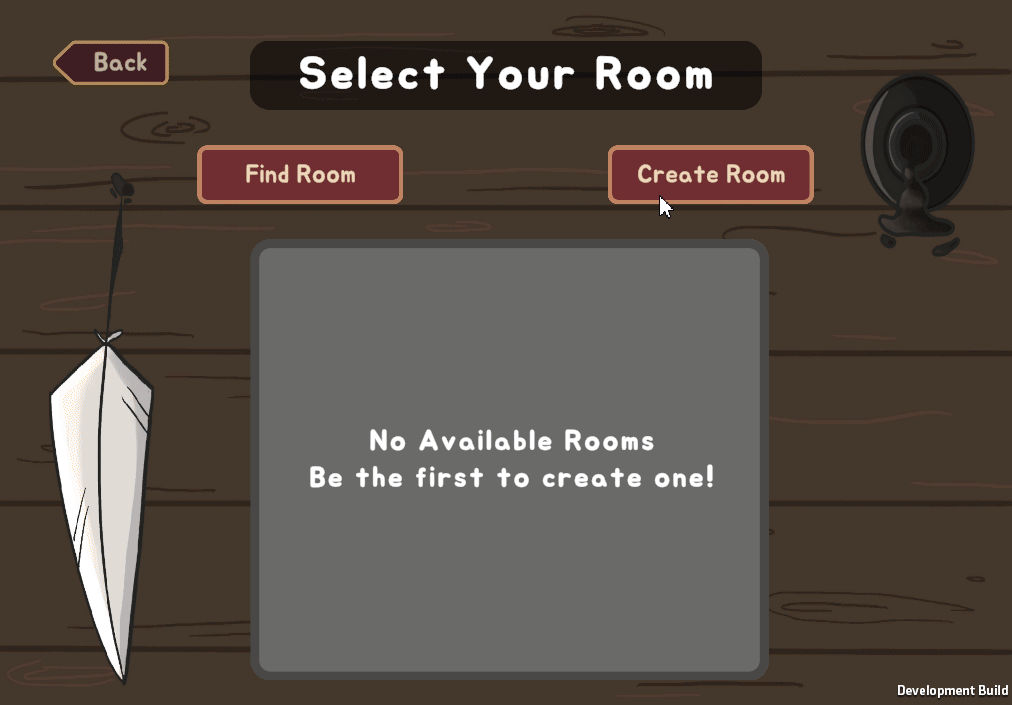 Back
Select Your Room
Find Room
Create Room
No Available Rooms
Be the first to create one!
Development Build